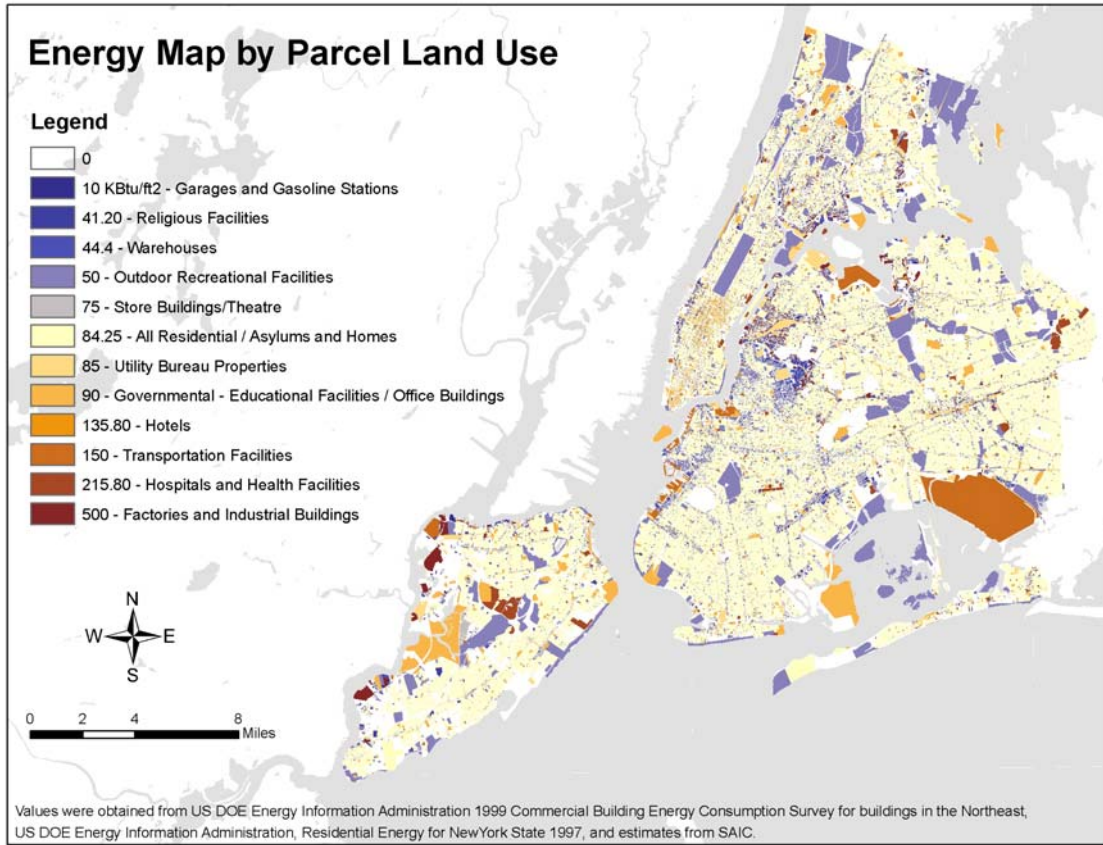 Energy Map by Parcel Land Use
Legend
0
10 KBtu/ft2 - Garages and Gasoline Stations
41.20 - Religious Facilities
44.4 - Warehouses
50 - Outdoor Recreational Facilities
75 - Store Buildings/Theatre
84.25 - All Residential / Asylums and Homes
85 - Utility Bureau Properties
90 - Governmental - Educational Facilities / Office Buildings
135.80 - Hotels
150 - Transportation Facilities
215.80 - Hospitals and Health Facilities
500 - Factories and Industrial Buildings
N
W E
S
0 2 4 8
Miles
Values were obtained from US DOE Energy Information Administration 1999 Commercial Building Energy Consumption Survey for buildings in the Northeast,
US DOE Energy Information Administration, Residential Energy for NewYork State 1997, and estimates from SAIC.